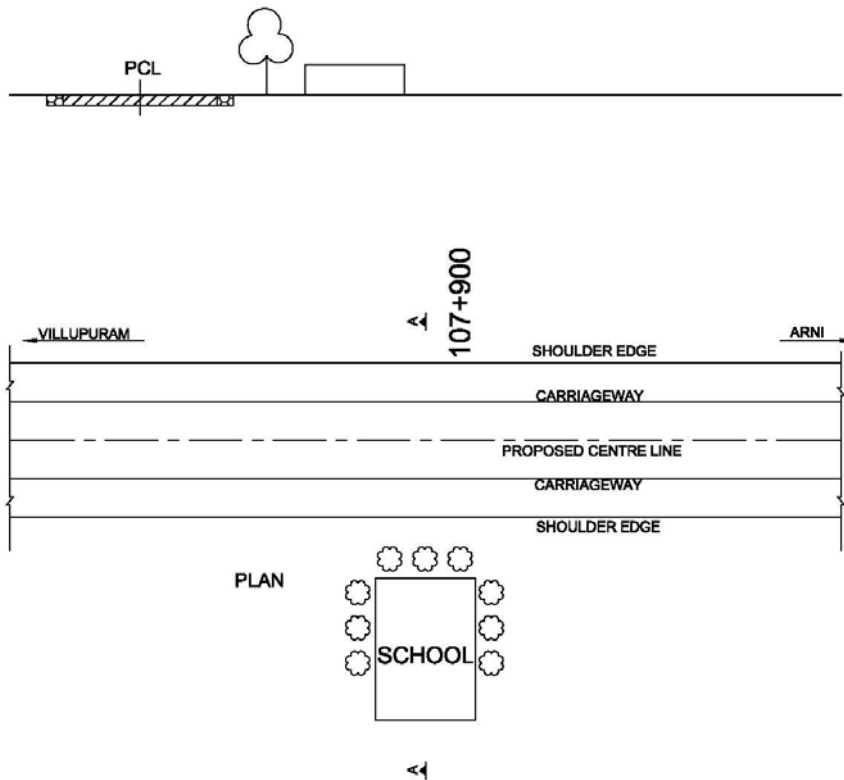 PCL
107+900
A
VILLUPURAM
ARNI
SHOULDER EDGE
CARRIAGEWAY
PROPOSED CENTRE LINE
CARRIAGEWAY
SHOULDER EDGE
PLAN
SCHOOL
A